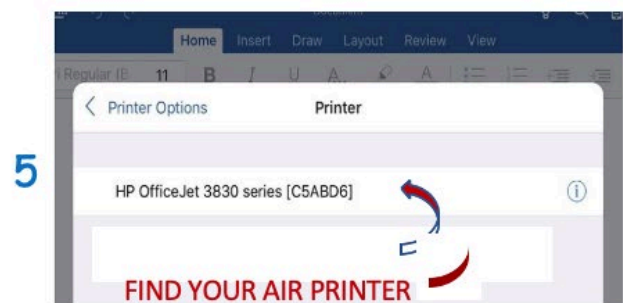 Home Insert Draw Layout Review View
Regular (B 11 B I U A A
Printer Options Printer
5
HP OfficeJet 3830 series [C5ABD6]
FIND YOUR AIR PRINTER